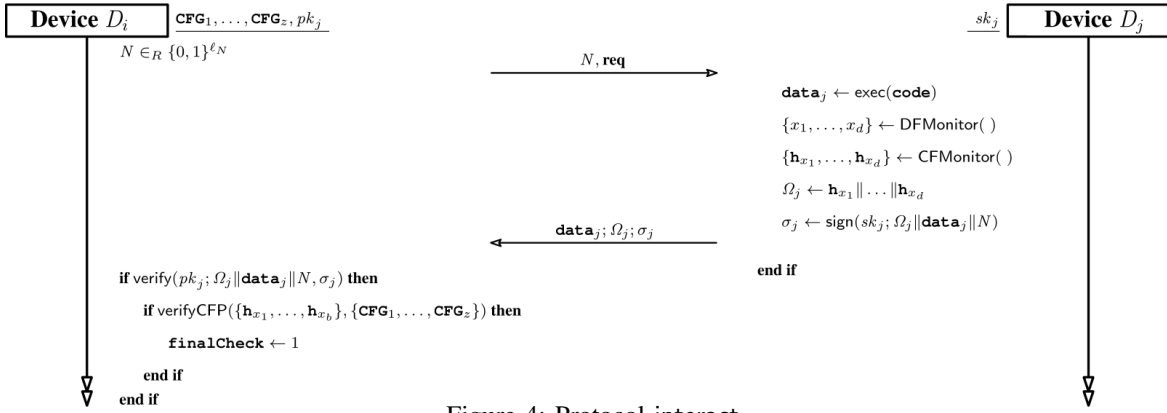 Device D_i CFG_1, . . . , CFG_z, pk_j sk_j Device D_j
N ∈_R {0, 1}^{ℓ_N}
N, req
data_j ← exec(code)
{x_1, . . . , x_d} ← DFMonitor( )
{h_{x_1}, . . . , h_{x_d}} ← CFMonitor( )
Ω_j ← h_{x_1}‖ . . . ‖h_{x_d}
σ_j ← sign(sk_j; Ω_j‖data_j‖N)
data_j; Ω_j; σ_j
end if
if verify(pk_j; Ω_j‖data_j‖N, σ_j) then
if verifyCFP({h_{x_1}, . . . , h_{x_b}}, {CFG_1, . . . , CFG_z}) then
finalCheck ← 1
end if
end if
Figure 4: Protocol interact